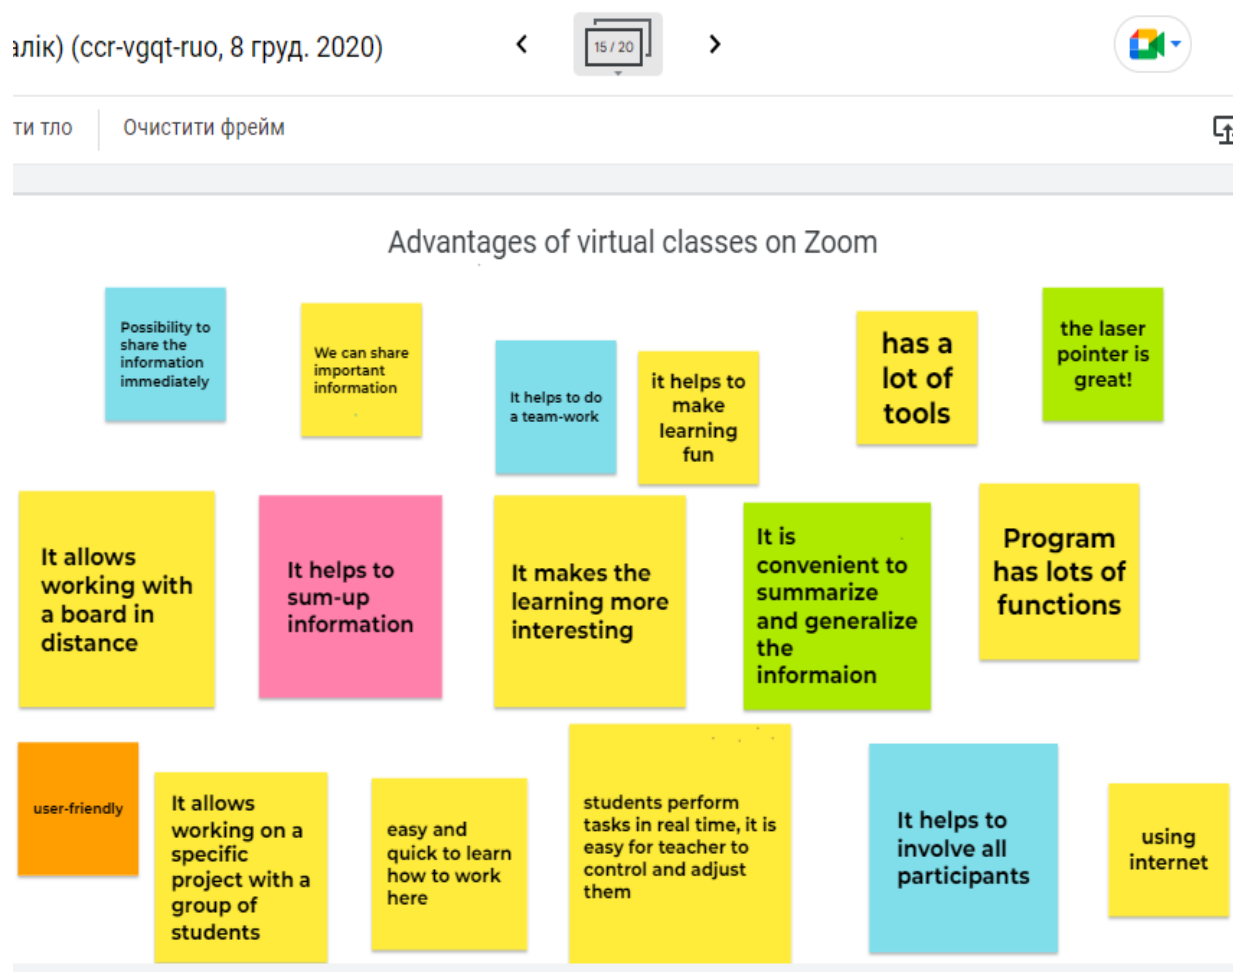 алік) (ccr-vgqt-ruo, 8 груд. 2020)
15 / 20
ти тло
Очистити фрейм
Advantages of virtual classes on Zoom
Possibility to
share the
information
immediately
We can share
important
information
It helps to do
a team-work
it helps to
make
learning
fun
has a
lot of
tools
the laser
pointer is
great!
It allows
working with
a board in
distance
It helps to
sum-up
information
It makes the
learning more
interesting
It is
convenient to
summarize
and generalize
the
informaion
Program
has lots of
functions
user-friendly
It allows
working on a
specific
project with a
group of
students
easy and
quick to learn
how to work
here
students perform
tasks in real time, it is
easy for teacher to
control and adjust
them
It helps to
involve all
participants
using
internet